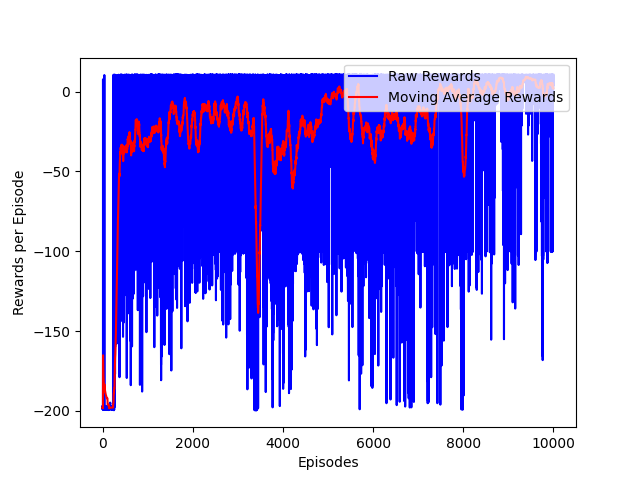 Raw Rewards
Moving Average Rewards
0
−50
−100
−150
−200
Rewards per Episode
0 2000 4000 6000 8000 10000
Episodes